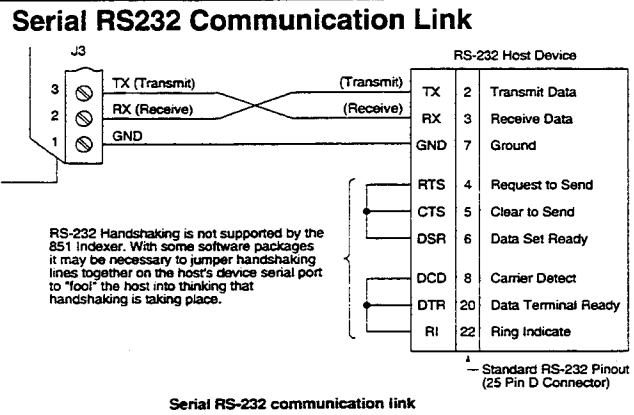 Serial RS232 Communication Link
J3
RS-232 Host Device
3 TX (Transmit) (Transmit) TX 2 Transmit Data
2 RX (Receive) (Receive) RX 3 Receive Data
1 GND GND 7 Ground
RTS 4 Request to Send
CTS 5 Clear to Send
DSR 6 Data Set Ready
DCD 8 Carrier Detect
DTR 20 Data Terminal Ready
RI 22 Ring Indicate
RS-232 Handshaking is not supported by the
851 Indexer. With some software packages
it may be necessary to jumper handshaking
lines together on the host's device serial port
to "fool" the host into thinking that
handshaking is taking place.
Standard RS-232 Pinout
(25 Pin D Connector)
Serial RS-232 communication link